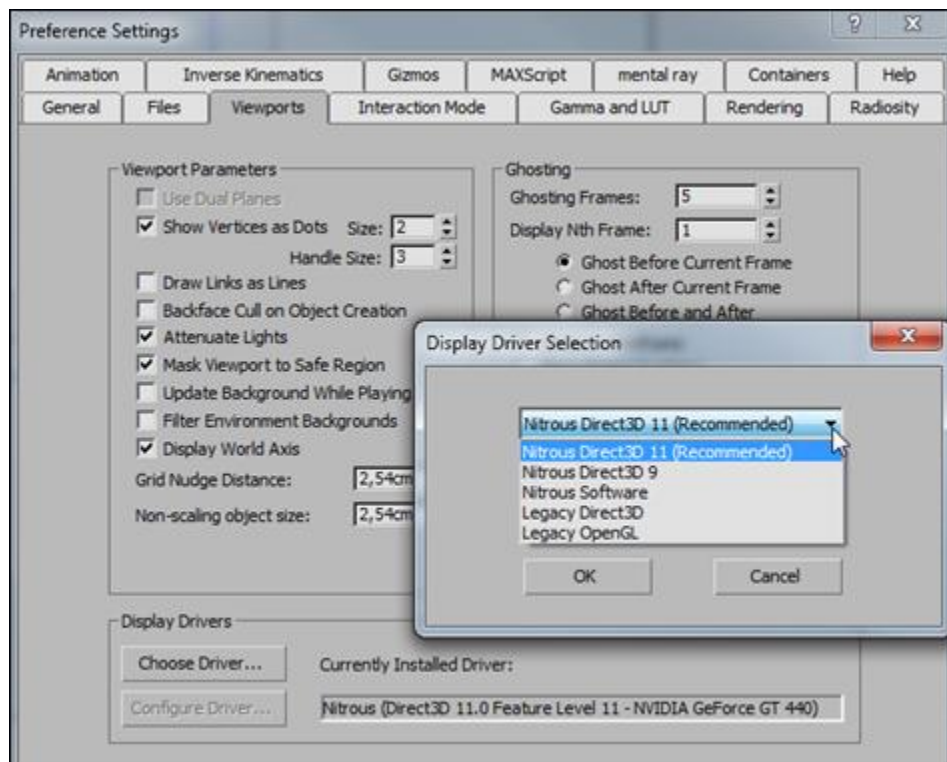 Preference Settings
Animation Inverse Kinematics Gizmos MAXScript mental ray Containers Help
General Files Viewports Interaction Mode Gamma and LUT Rendering Radiosity
Viewport Parameters
Use Dual Planes
Show Vertices as Dots Size: 2
Handle Size: 3
Draw Links as Lines
Backface Cull on Object Creation
Attenuate Lights
Mask Viewport to Safe Region
Update Background While Playing
Filter Environment Backgrounds
Display World Axis
Grid Nudge Distance: 2,54cm
Non-scaling object size: 2,54cm
Ghosting
Ghosting Frames: 5
Display Nth Frame: 1
Ghost Before Current Frame
Ghost After Current Frame
Ghost Before and After
Display Driver Selection
Nitrous Direct3D 11 (Recommended)
Nitrous Direct3D 11 (Recommended)
Nitrous Direct3D 9
Nitrous Software
Legacy Direct3D
Legacy OpenGL
OK Cancel
Display Drivers
Choose Driver... Currently Installed Driver:
Configure Driver... Nitrous (Direct3D 11.0 Feature Level 11 - NVIDIA GeForce GT 440)